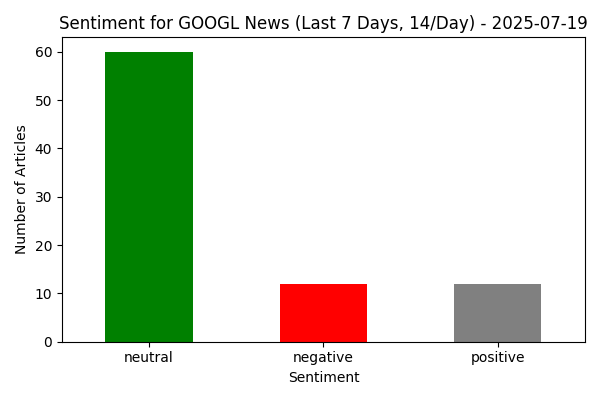 Sentiment for GOOGL News (Last 7 Days, 14/Day) - 2025-07-19
Number of Articles
60
50
40
30
20
10
0
neutral negative positive
Sentiment